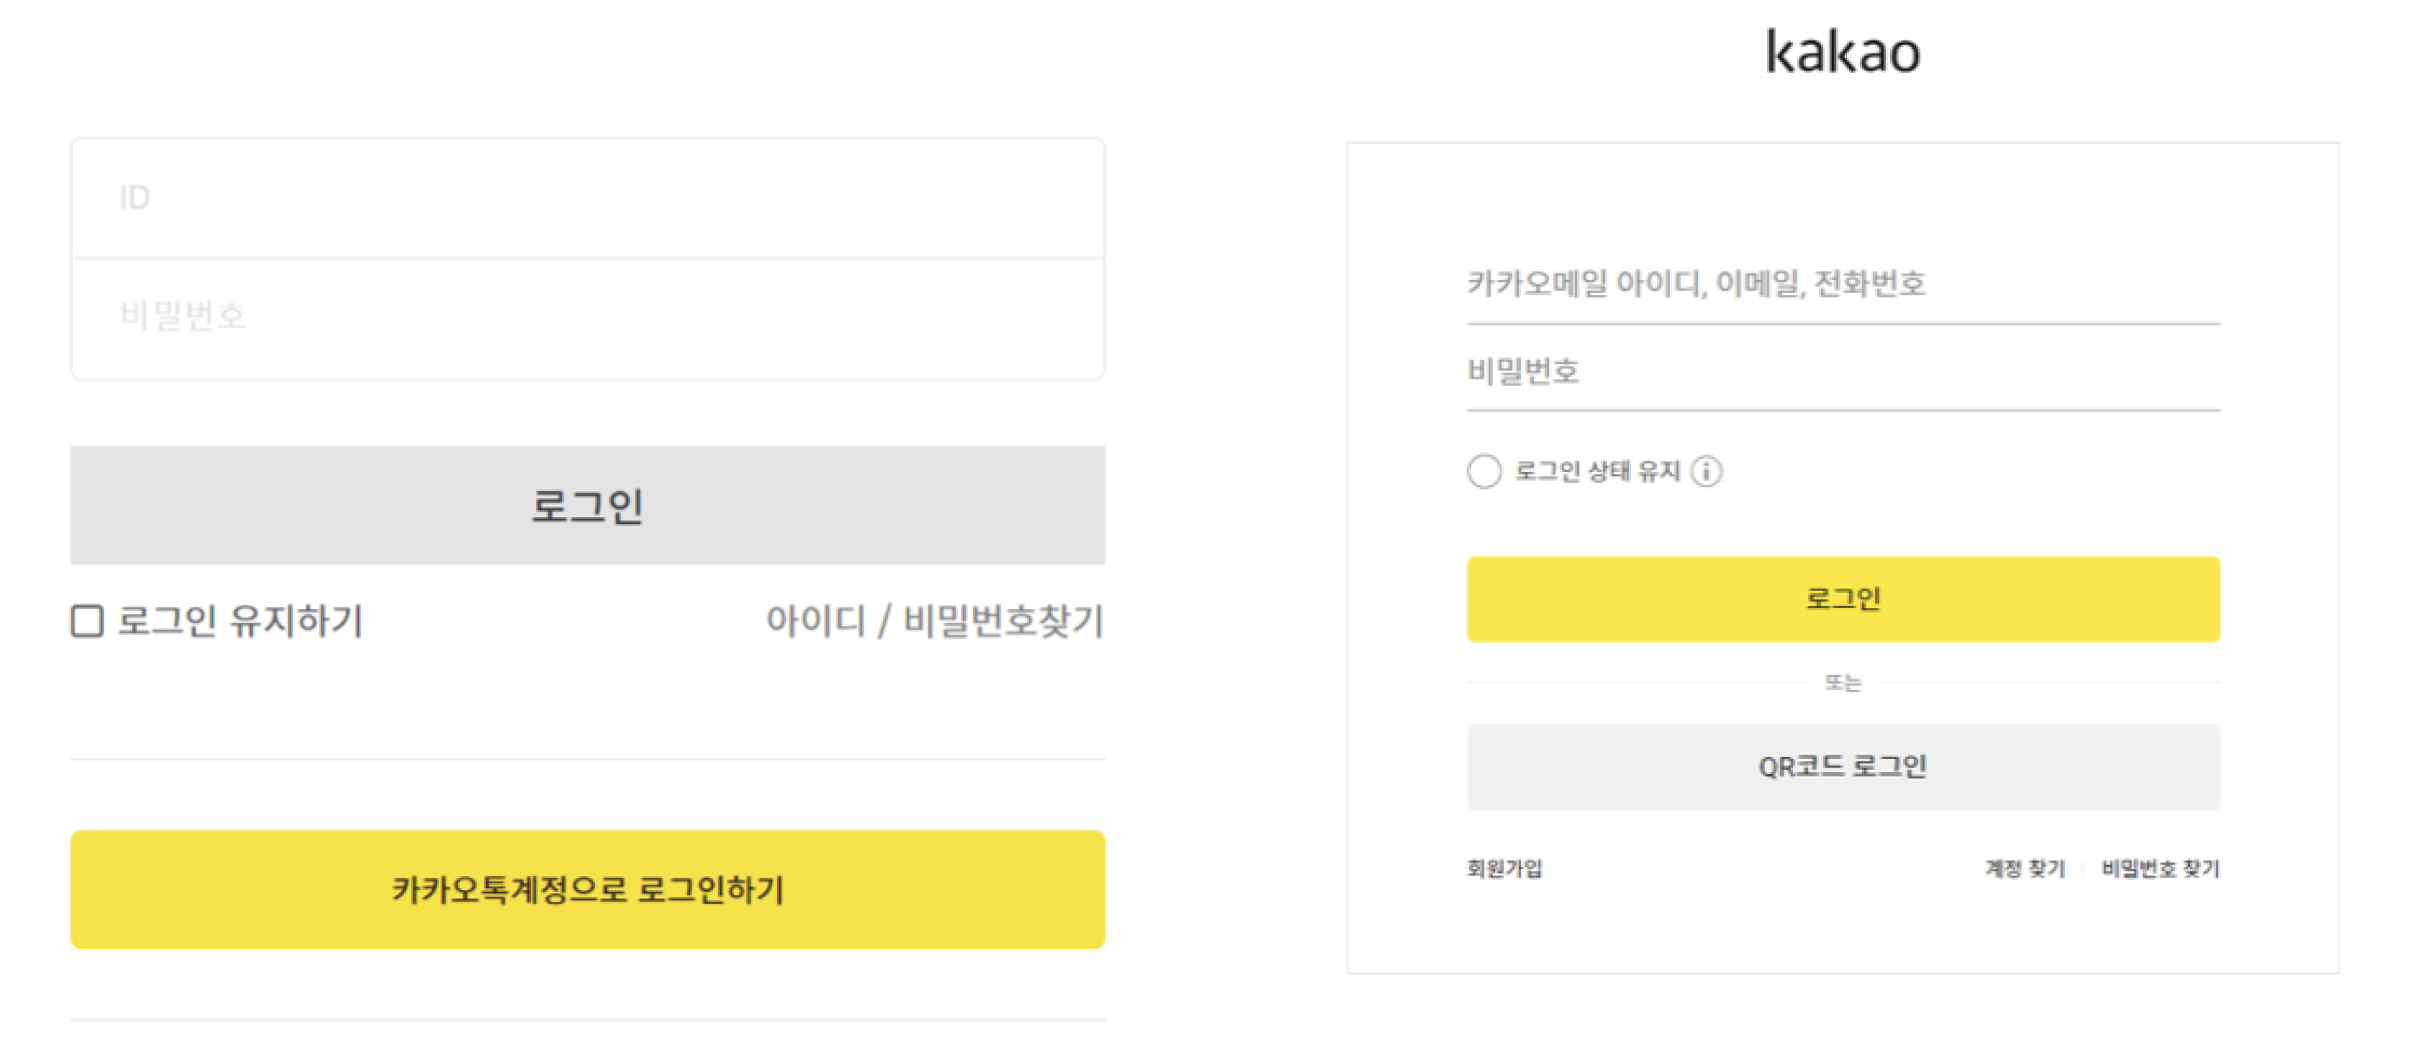 ID
비밀번호
로그인
로그인 유지하기
아이디 / 비밀번호찾기
카카오톡계정으로 로그인하기
kakao
카카오메일 아이디, 이메일, 전화번호
비밀번호
로그인 상태 유지
로그인
또는
QR코드 로그인
회원가입
계정 찾기
비밀번호 찾기